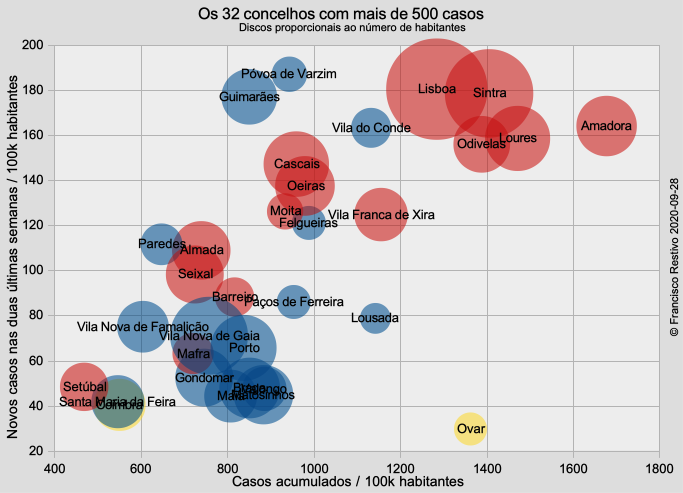 Os 32 concelhos com mais de 500 casos
Discos proporcionais ao número de habitantes
Novos casos nas duas últimas semanas / 100k habitantes
200
180
160
140
120
100
80
60
40
20
Póvoa de Varzim
Guimarães
Lisboa
Sintra
Vila do Conde
Amadora
Loures
Odivelas
Cascais
Oeiras
Moita
Felgueiras
Vila Franca de Xira
Paredes
Almada
Seixal
Barreiro
Paços de Ferreira
Lousada
Vila Nova de Famalicão
Vila Nova de Gaia
Porto
Mafra
Gondomar
Setúbal
Santa Maria da Feira
Coimbra
Braga
Valongo
Maia
Matosinhos
Ovar
400
600
800
1000
1200
1400
1600
1800
Casos acumulados / 100k habitantes
© Francisco Restivo 2020-09-28